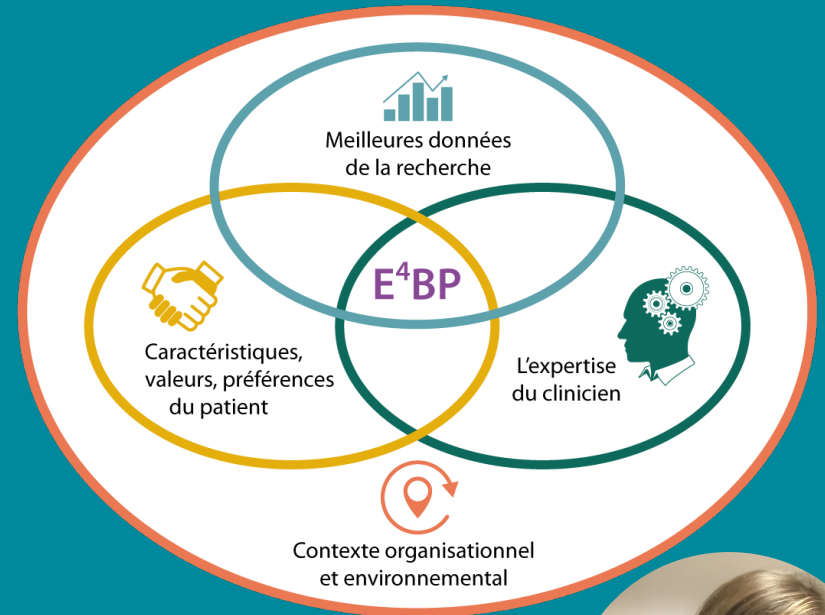 Meilleures données
de la recherche
E⁴BP
Caractéristiques,
valeurs, préférences
du patient
L'expertise
du clinicien
Contexte organisationnel
et environnemental